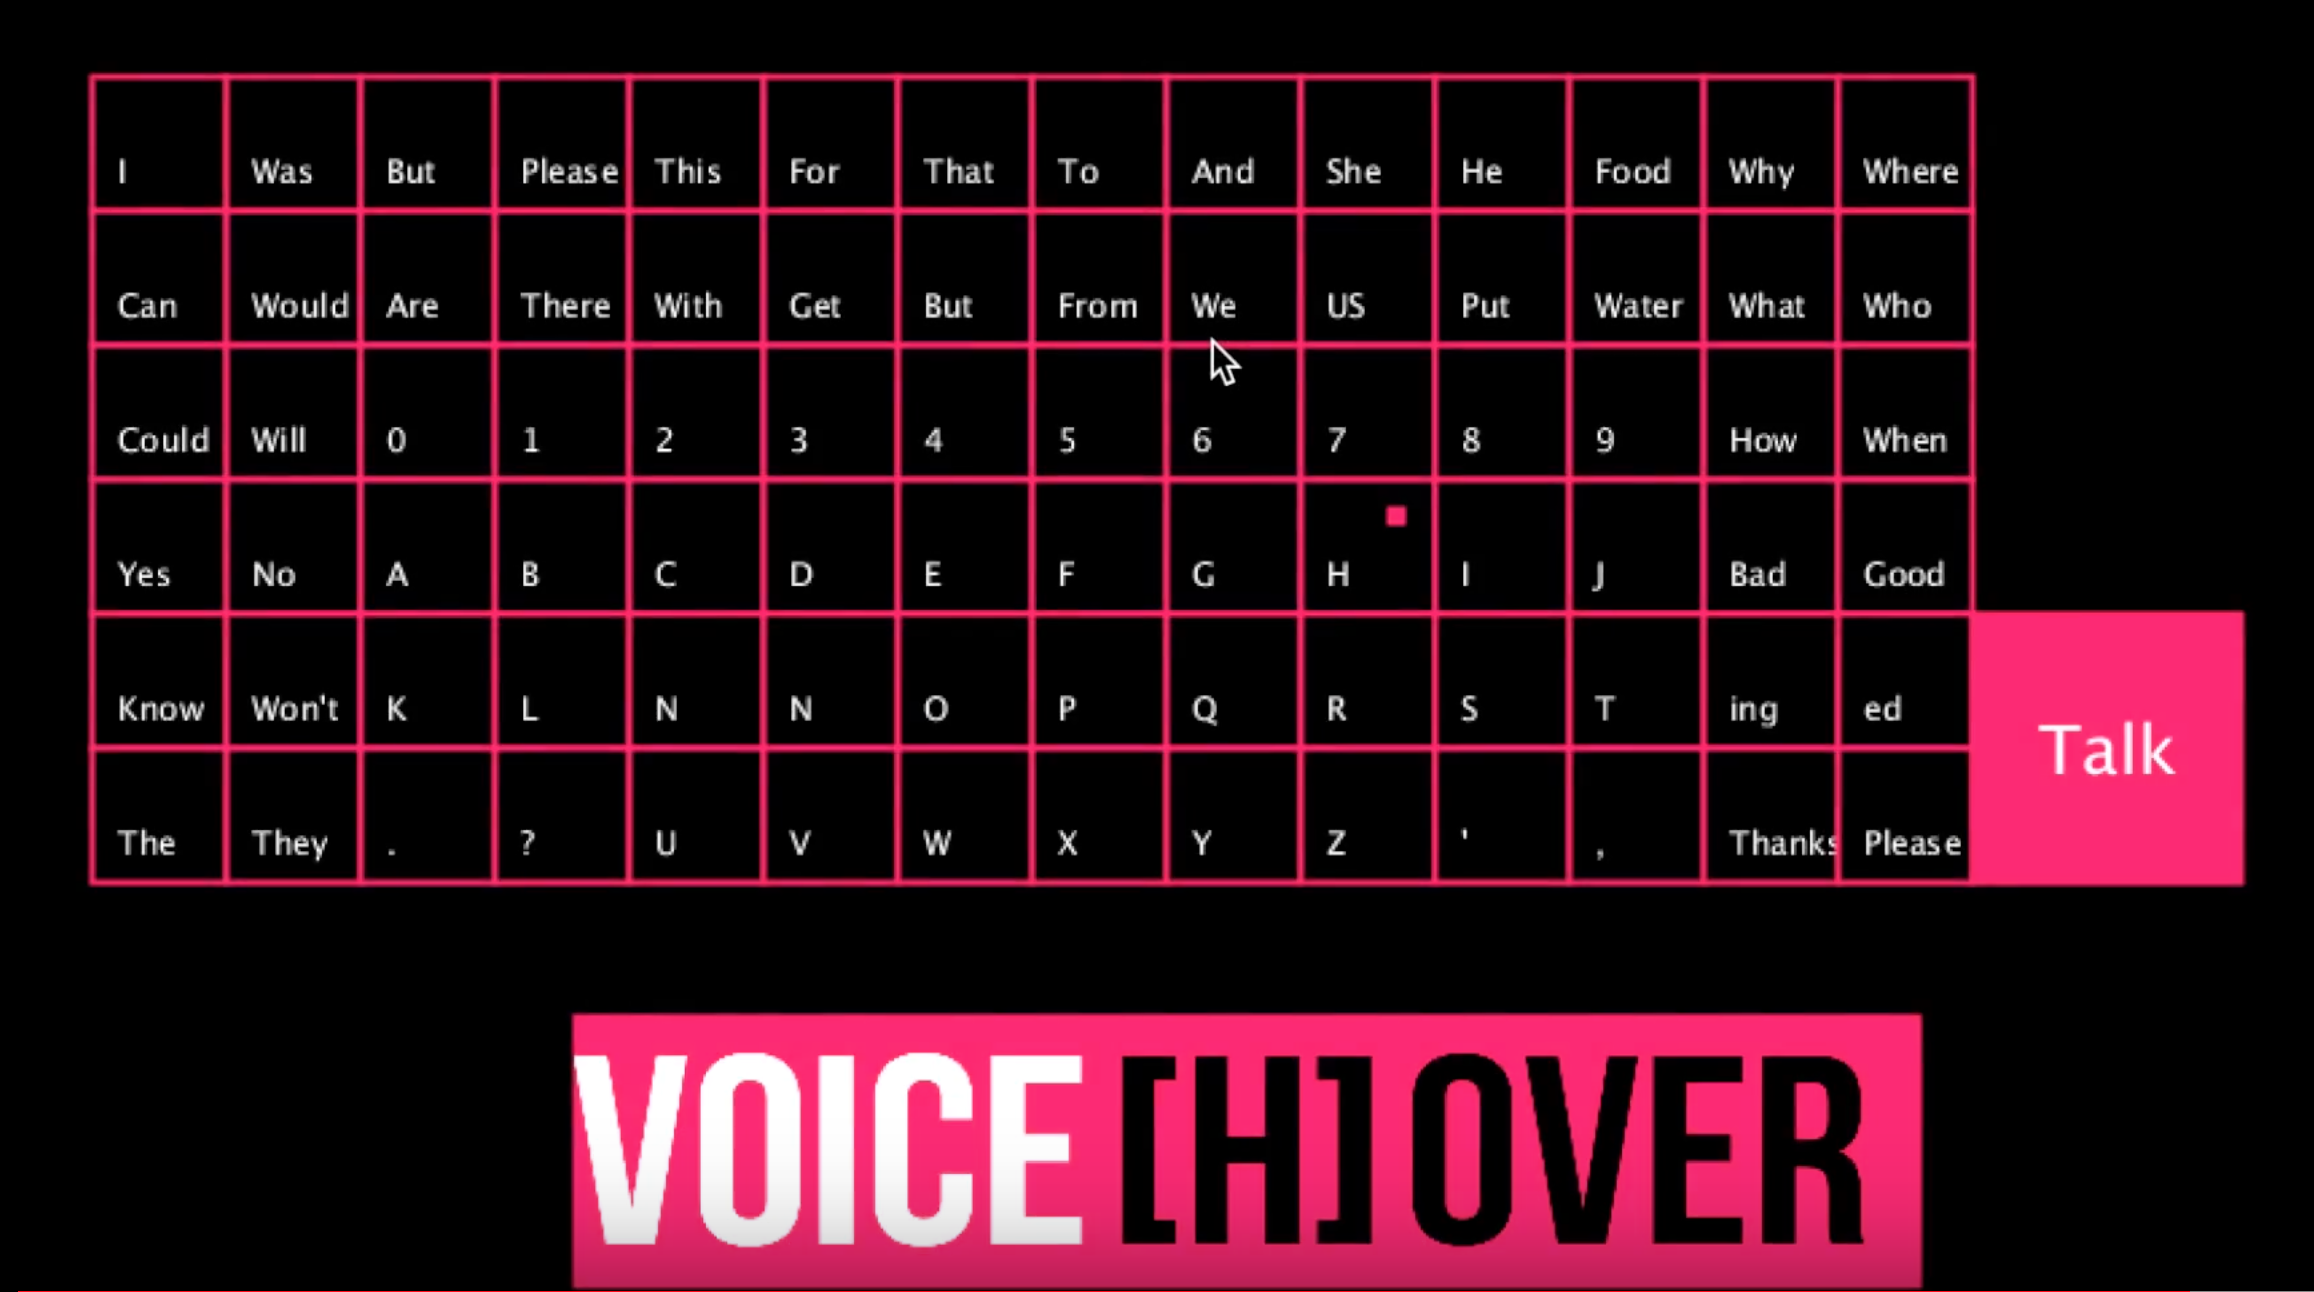 I Was But Please This For That To And She He Food Why Where
Can Would Are There With Get But From We US Put Water What Who
Could Will 0 1 2 3 4 5 6 7 8 9 How When
Yes No A B C D E F G H I J Bad Good
Know Won't K L N N O P Q R S T ing ed
Talk
The They . ? U V W X Y Z ' , Thanks Please
VOICE [H] OVER